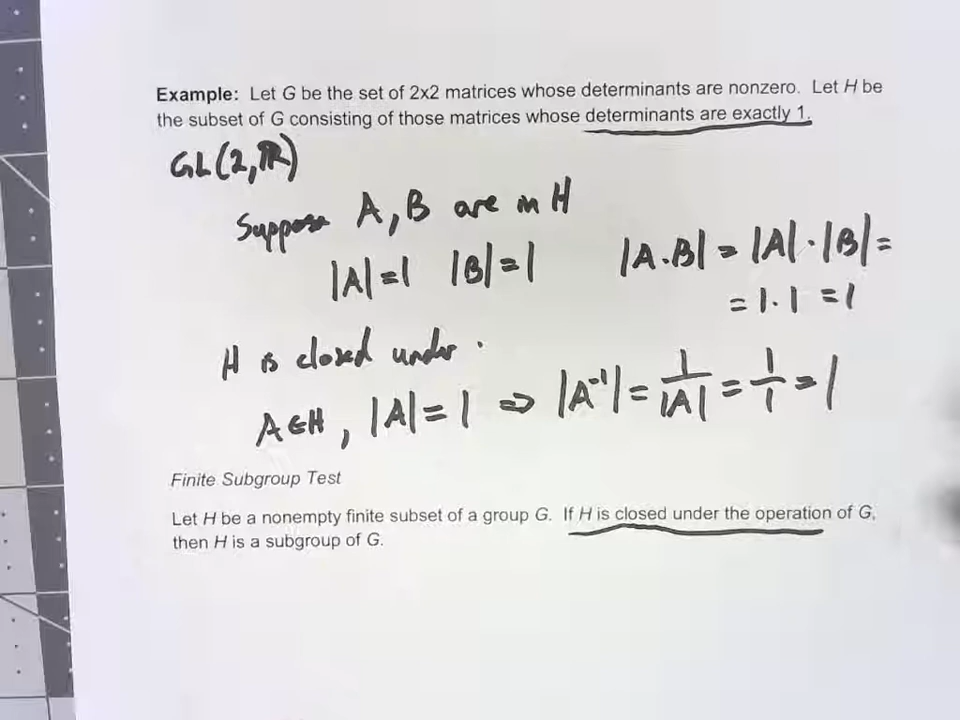 Example: Let G be the set of 2x2 matrices whose determinants are nonzero. Let H be
the subset of G consisting of those matrices whose determinants are exactly 1.
GL(2,ℝ)
Suppose A, B are in H
|A|=1 |B|=1 |A·B| = |A|·|B| =
= 1·1 = 1
H is closed under ·
A∈H, |A|=1 ⇒ |A⁻¹| = 1/|A| = 1/1 = 1
Finite Subgroup Test
Let H be a nonempty finite subset of a group G. If H is closed under the operation of G,
then H is a subgroup of G.